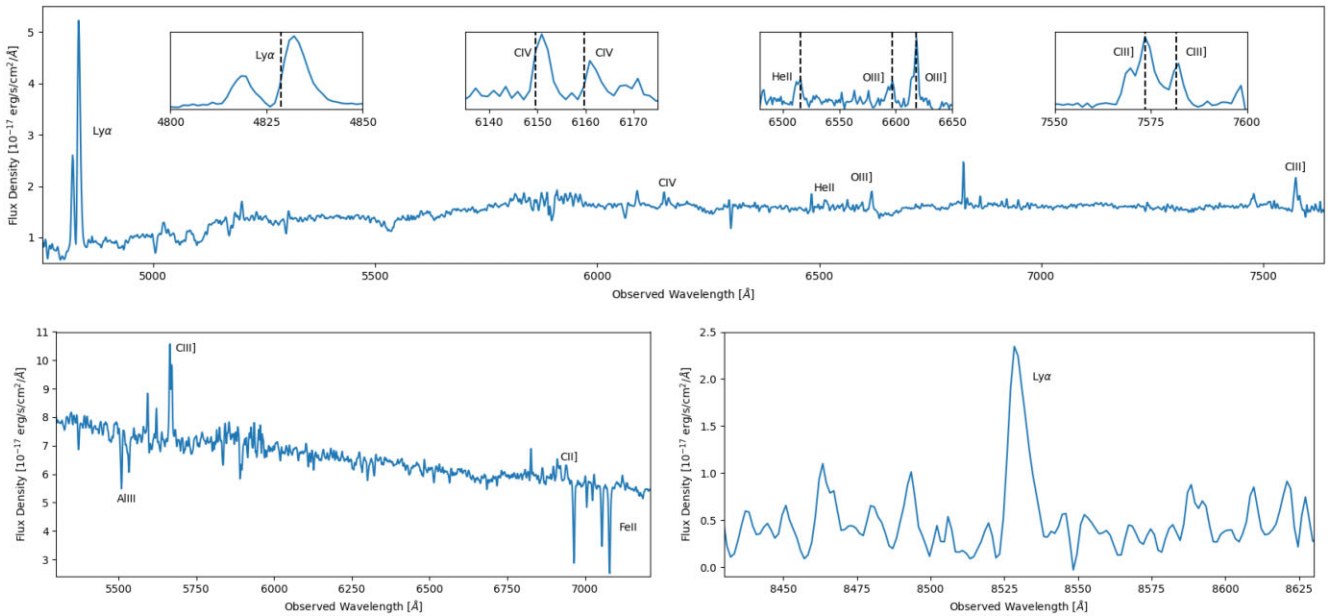 Flux Density [10⁻¹⁷ erg/s/cm²/Å]
5
4
3
2
1
Lyα
Lyα
4800 4825 4850
CIV CIV
6140 6150 6160 6170
HeII OIII] OIII]
6500 6550 6600 6650
CIII] CIII]
7550 7575 7600
CIV
HeII
OIII]
CIII]
5000 5500 6000 6500 7000 7500
Observed Wavelength [Å]
Flux Density [10⁻¹⁷ erg/s/cm²/Å]
11
10
9
8
7
6
5
4
3
CIII]
AlIII
CII]
FeII
5500 5750 6000 6250 6500 6750 7000
Observed Wavelength [Å]
Flux Density [10⁻¹⁷ erg/s/cm²/Å]
2.5
2.0
1.5
1.0
0.5
0.0
Lyα
8450 8475 8500 8525 8550 8575 8600 8625
Observed Wavelength [Å]